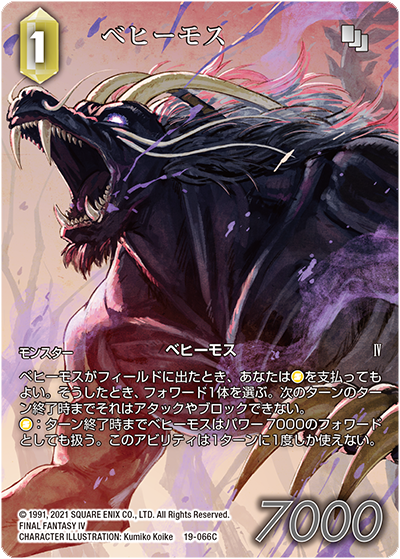 1
ベヒーモス
モンスター
ベヒーモス
IV
ベヒーモスがフィールドに出たとき、あなたはを支払っても
よい。そうしたとき、フォワード1体を選ぶ。次のターンのター
ン終了時までそれはアタックやブロックできない。
：ターン終了時までベヒーモスはパワー 7000のフォワード
としても扱う。このアビリティは1ターンに1度しか使えない。
© 1991, 2021 SQUARE ENIX CO., LTD. All Rights Reserved.
FINAL FANTASY IV
CHARACTER ILLUSTRATION: Kumiko Koike 19-066C
7000